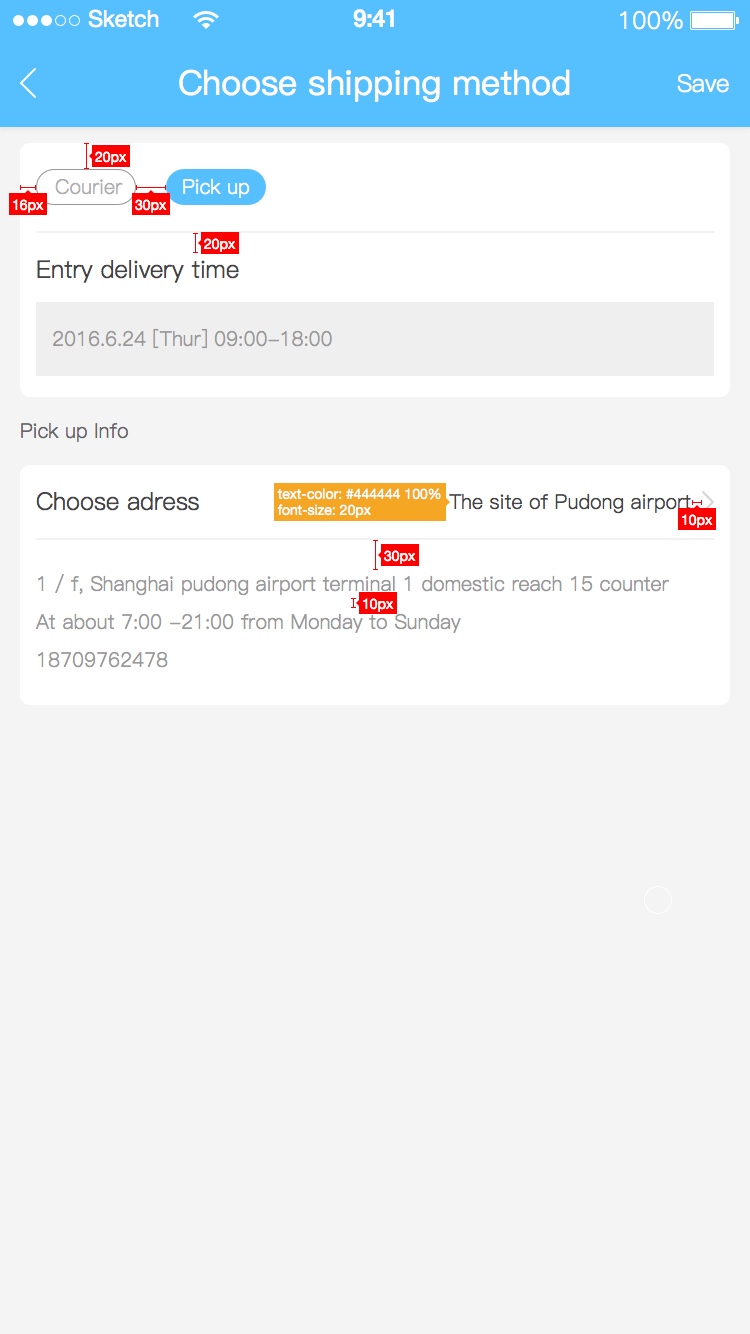 Sketch 9:41 100%
Choose shipping method Save
20px
Courier Pick up
16px 30px
20px
Entry delivery time
2016.6.24 [Thur] 09:00-18:00
Pick up Info
Choose adress text-color: #444444 100% The site of Pudong airport
font-size: 20px
10px
30px
1 / f, Shanghai pudong airport terminal 1 domestic reach 15 counter
10px
At about 7:00 -21:00 from Monday to Sunday
18709762478